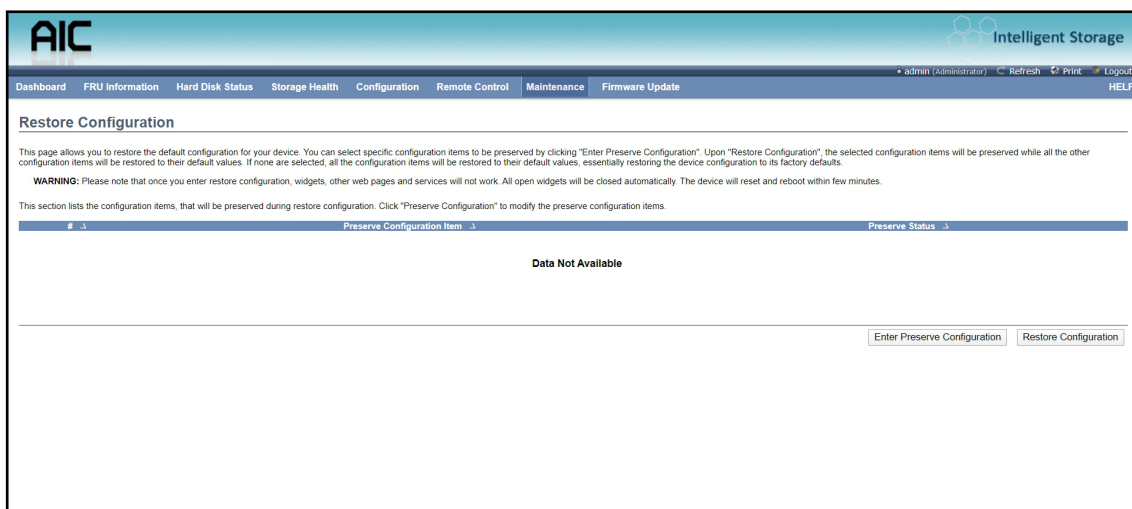 AIC
Intelligent Storage
admin (Administrator) Refresh Print Logout
Dashboard FRU Information Hard Disk Status Storage Health Configuration Remote Control Maintenance Firmware Update HELP
Restore Configuration
This page allows you to restore the default configuration for your device. You can select specific configuration items to be preserved by clicking "Enter Preserve Configuration". Upon "Restore Configuration", the selected configuration items will be preserved while all the other
configuration items will be restored to their default values. If none are selected, all the configuration items will be restored to their default values, essentially restoring the device configuration to its factory defaults.
WARNING: Please note that once you enter restore configuration, widgets, other web pages and services will not work. All open widgets will be closed automatically. The device will reset and reboot within few minutes.
This section lists the configuration items, that will be preserved during restore configuration. Click "Preserve Configuration" to modify the preserve configuration items.
# Preserve Configuration Item Preserve Status
Data Not Available
Enter Preserve Configuration Restore Configuration